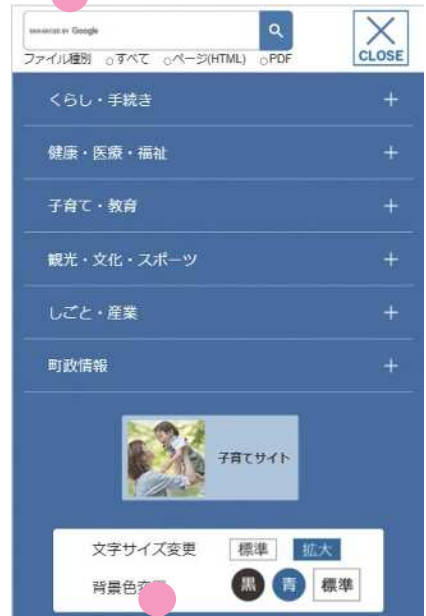 ENHANCED BY Google
ファイル種別 ○すべて ○ページ(HTML) ○PDF
CLOSE
くらし・手続き +
健康・医療・福祉 +
子育て・教育 +
観光・文化・スポーツ +
しごと・産業 +
町政情報 +
子育てサイト
文字サイズ変更 標準 拡大
背景色変 黒 青 標準